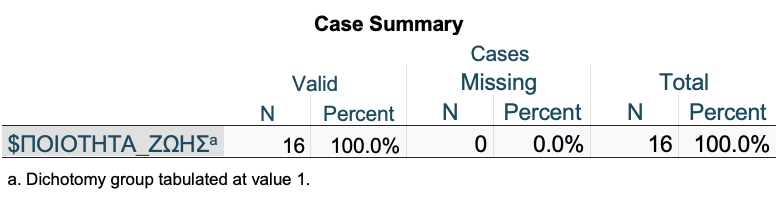 Case Summary
Cases
Valid Missing Total
N Percent N Percent N Percent
$ΠΟΙΟΤΗΤΑ_ΖΩΗΣa 16 100.0% 0 0.0% 16 100.0%
a. Dichotomy group tabulated at value 1.